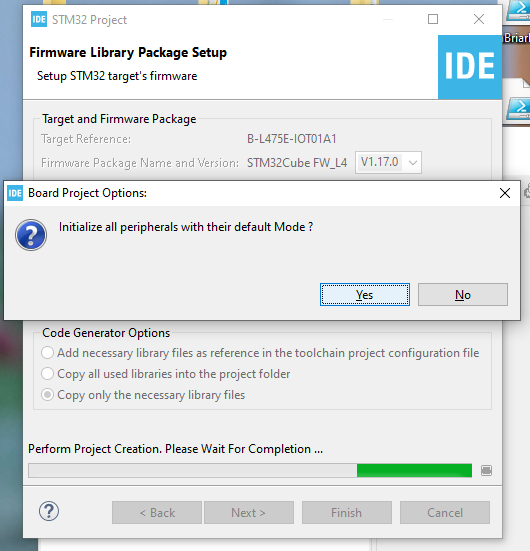 IDE STM32 Project
Briar
Firmware Library Package Setup
Setup STM32 target's firmware
IDE
Target and Firmware Package
Target Reference: B-L475E-IOT01A1
Firmware Package Name and Version: STM32Cube FW_L4 V1.17.0
IDE Board Project Options:
Initialize all peripherals with their default Mode ?
Yes No
Code Generator Options
Add necessary library files as reference in the toolchain project configuration file
Copy all used libraries into the project folder
Copy only the necessary library files
Perform Project Creation. Please Wait For Completion ...
< Back Next > Finish Cancel